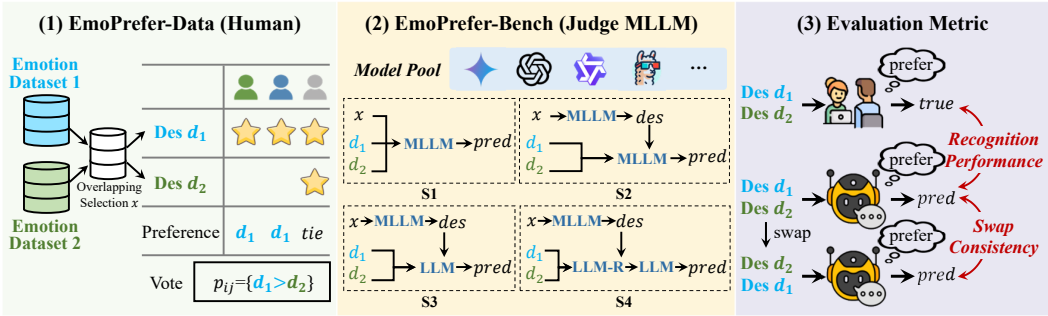 (1) EmoPrefer-Data (Human)
Emotion
Dataset 1
Overlapping
Selection x
Emotion
Dataset 2
Des d₁
Des d₂
Preference d₁ d₁ tie
Vote p_{ij}={d₁>d₂}
(2) EmoPrefer-Bench (Judge MLLM)
Model Pool ...
x
d₁
d₂
MLLM pred
S1
x MLLM des
d₁
d₂
MLLM pred
S2
x MLLM des
d₁
d₂
LLM pred
S3
x MLLM des
d₁
d₂
LLM-R LLM pred
S4
(3) Evaluation Metric
prefer
Des d₁
Des d₂
true
Recognition
Performance
prefer
Des d₁
Des d₂
pred
swap
Swap
Consistency
prefer
Des d₂
Des d₁
pred